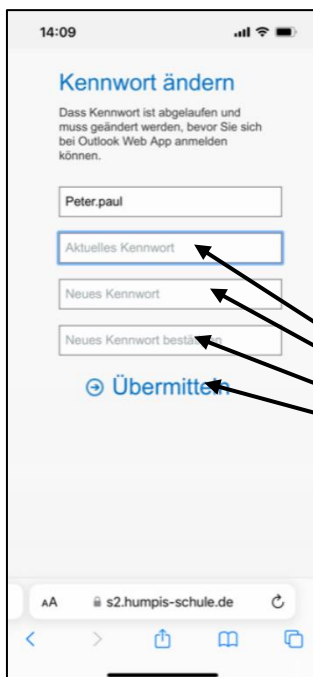 14:09
Kennwort ändern
Dass Kennwort ist abgelaufen und
muss geändert werden, bevor Sie sich
bei Outlook Web App anmelden
können.
Peter.paul
Aktuelles Kennwort
Neues Kennwort
Neues Kennwort bestätigen
Übermitteln
AA s2.humpis-schule.de